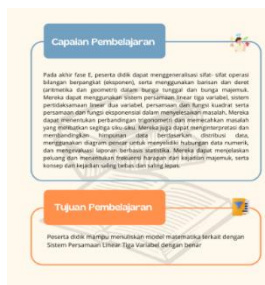 Capaian Pembelajaran
Pada akhir fase E, peserta didik dapat menggeneralisasi sifat- sifat operasi
bilangan berpangkat (eksponen), serta menggunakan barisan dan deret
(aritmetika dan geometri) dalam bunga tunggal dan bunga majemuk.
Mereka dapat menggunakan sistem persamaan linear tiga variabel, sistem
pertidaksamaan linear dua variabel, persamaan dan fungsi kuadrat serta
persamaan dan fungsi eksponensial dalam menyelesaikan masalah. Mereka
dapat menentukan perbandingan trigonometri dan memecahkan masalah
yang melibatkan segitiga siku-siku. Mereka juga dapat menginterpretasi dan
membandingkan himpunan data berdasarkan distribusi data,
menggunakan diagram pencar untuk menyelidiki hubungan data numerik,
dan mengevaluasi laporan berbasis statistika. Mereka dapat menjelaskan
peluang dan menentukan frekuensi harapan dari kejadian majemuk, serta
konsep dari kejadian saling bebas dan saling lepas.
Tujuan Pembelajaran
Peserta didik mampu menuliskan model matematika terkait dengan
Sistem Persamaan Linear Tiga Variabel dengan benar